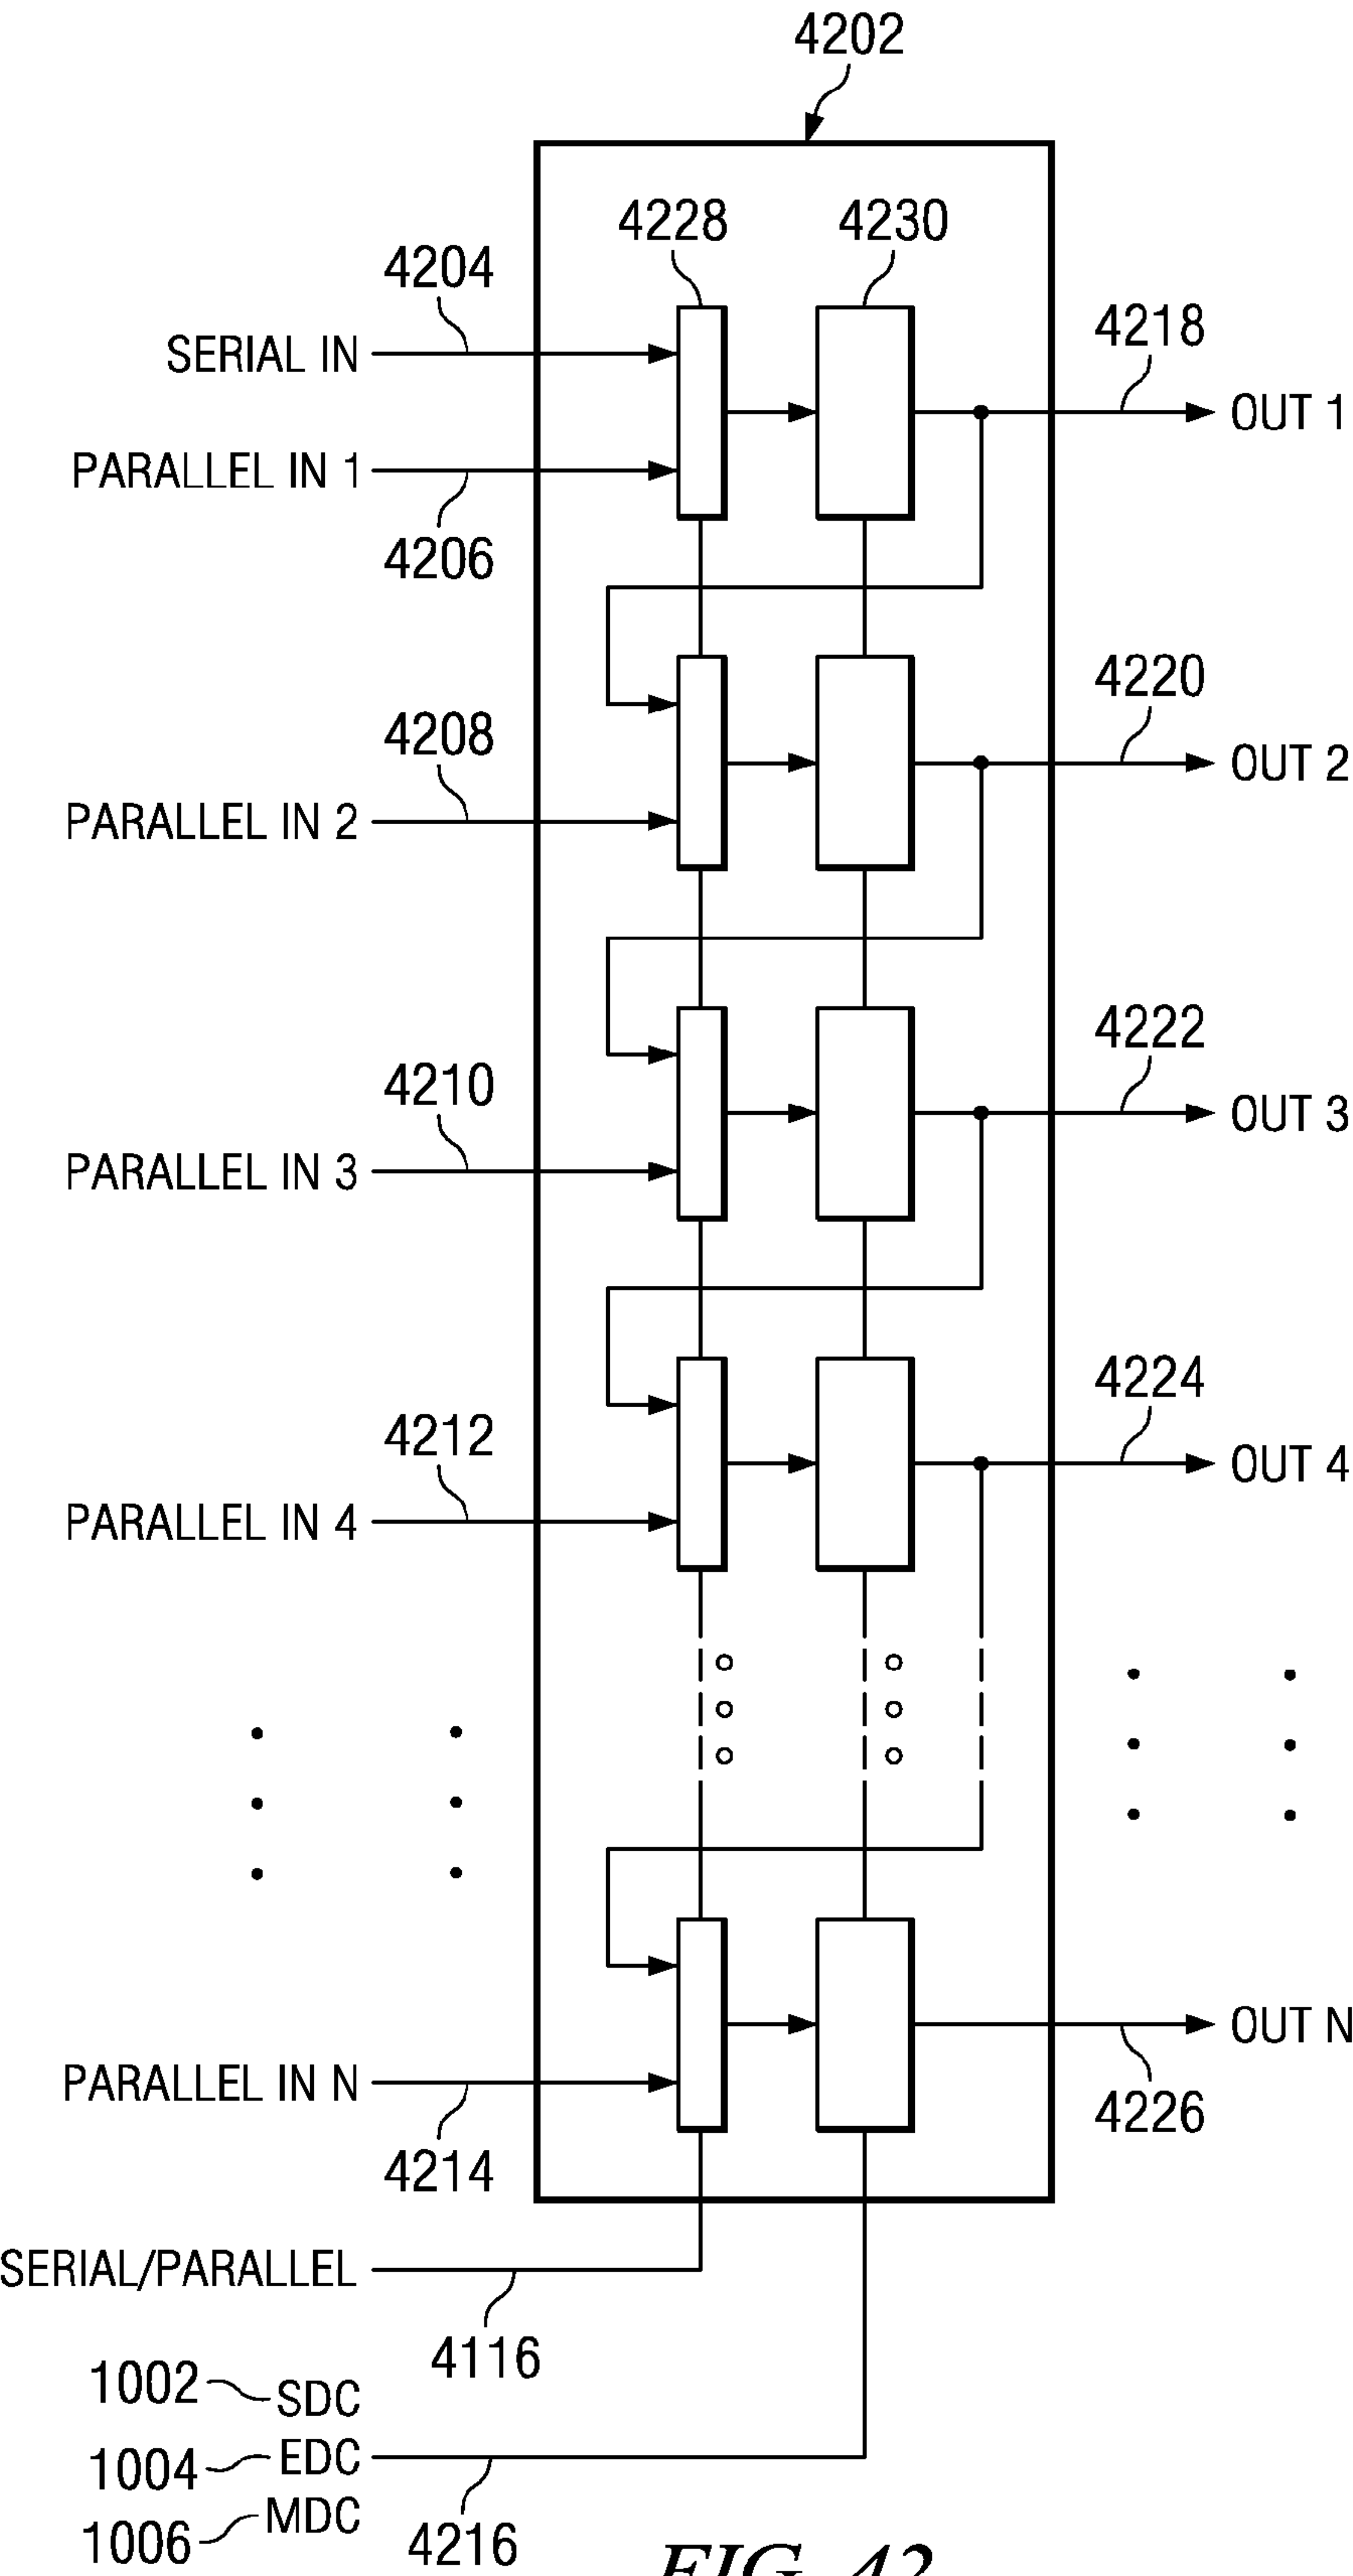 4202
4228
4230
4204
SERIAL IN
4218
OUT 1
PARALLEL IN 1
4206
4220
4208
OUT 2
PARALLEL IN 2
4222
4210
OUT 3
PARALLEL IN 3
4224
4212
OUT 4
PARALLEL IN 4
OUT N
PARALLEL IN N
4226
4214
SERIAL/PARALLEL
4116
1002 SDC
1004 EDC
1006 MDC
4216
FIG. 42